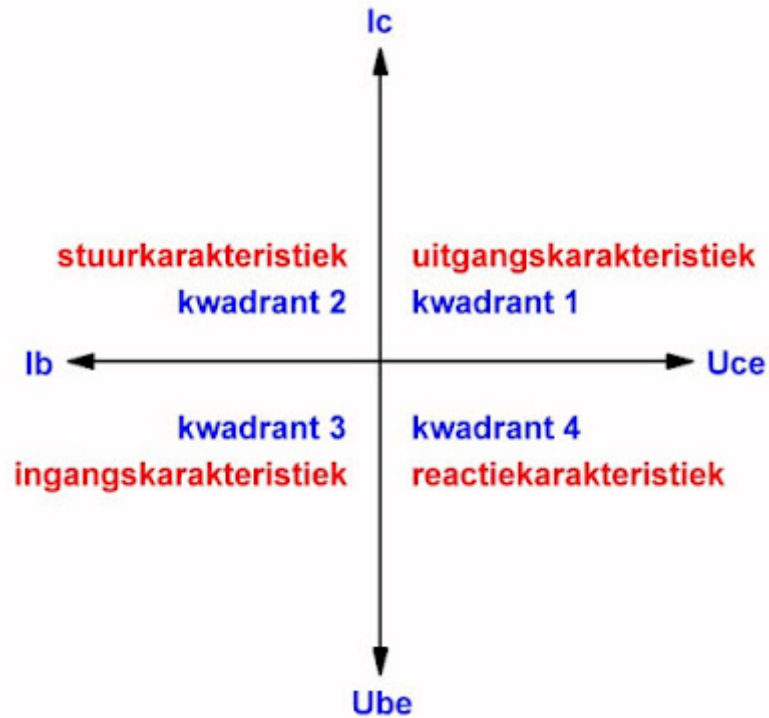 Ic
stuurkarakteristiek uitgangskarakteristiek
kwadrant 2 kwadrant 1
Ib Uce
kwadrant 3 kwadrant 4
ingangskarakteristiek reactiekarakteristiek
Ube